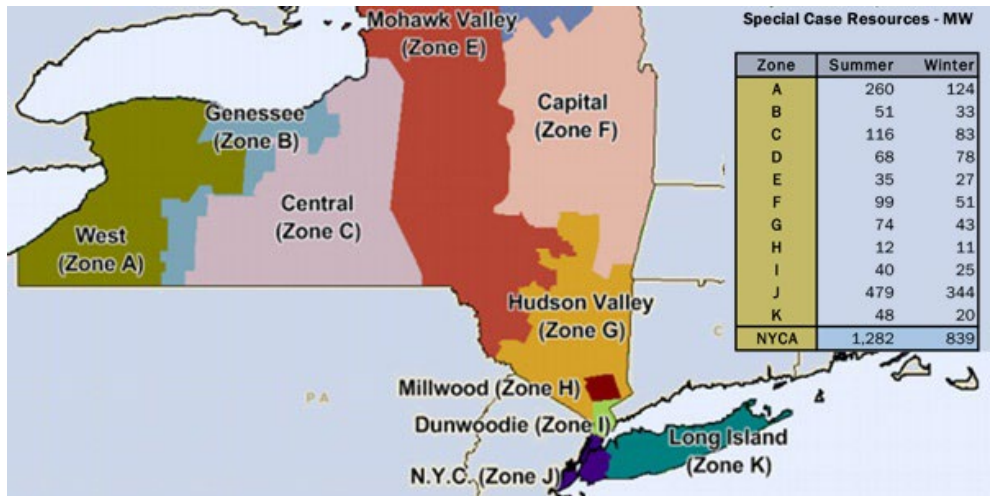 Mohawk Valley
(Zone E)
Special Case Resources - MW
Zone Summer Winter
A 260 124
B 51 33
C 116 83
D 68 78
E 35 27
F 99 51
G 74 43
H 12 11
I 40 25
J 479 344
K 48 20
NYCA 1,282 839
Genessee
(Zone B)
Capital
(Zone F)
Central
(Zone C)
West
(Zone A)
Hudson Valley
(Zone G)
Millwood (Zone H)
PA
Dunwoodie (Zone I)
Long Island
(Zone K)
N.Y.C. (Zone J)